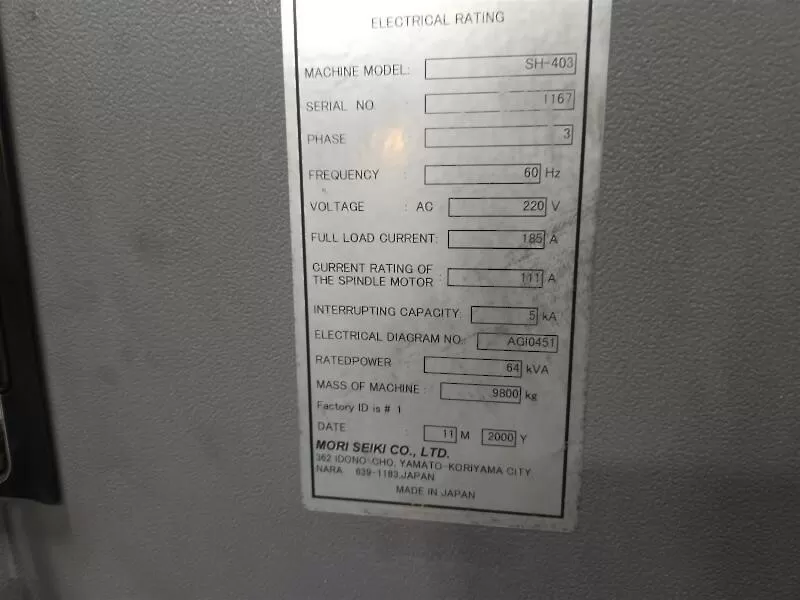 ELECTRICAL RATING
MACHINE MODEL: SH-403
SERIAL NO. 1167
PHASE : 3
FREQUENCY : 60 Hz
VOLTAGE : AC 220 V
FULL LOAD CURRENT: 185 A
CURRENT RATING OF
THE SPINDLE MOTOR : 111 A
INTERRUPTING CAPACITY: 5 kA
ELECTRICAL DIAGRAM NO.: AGI0451
RATEDPOWER : 64 kVA
MASS OF MACHINE : 9800 kg
Factory ID is # 1
DATE : 11 M 2000 Y
MORI SEIKI CO., LTD.
362 IDONO-CHO, YAMATO-KORIYAMA CITY
NARA 639-1183,JAPAN
MADE IN JAPAN